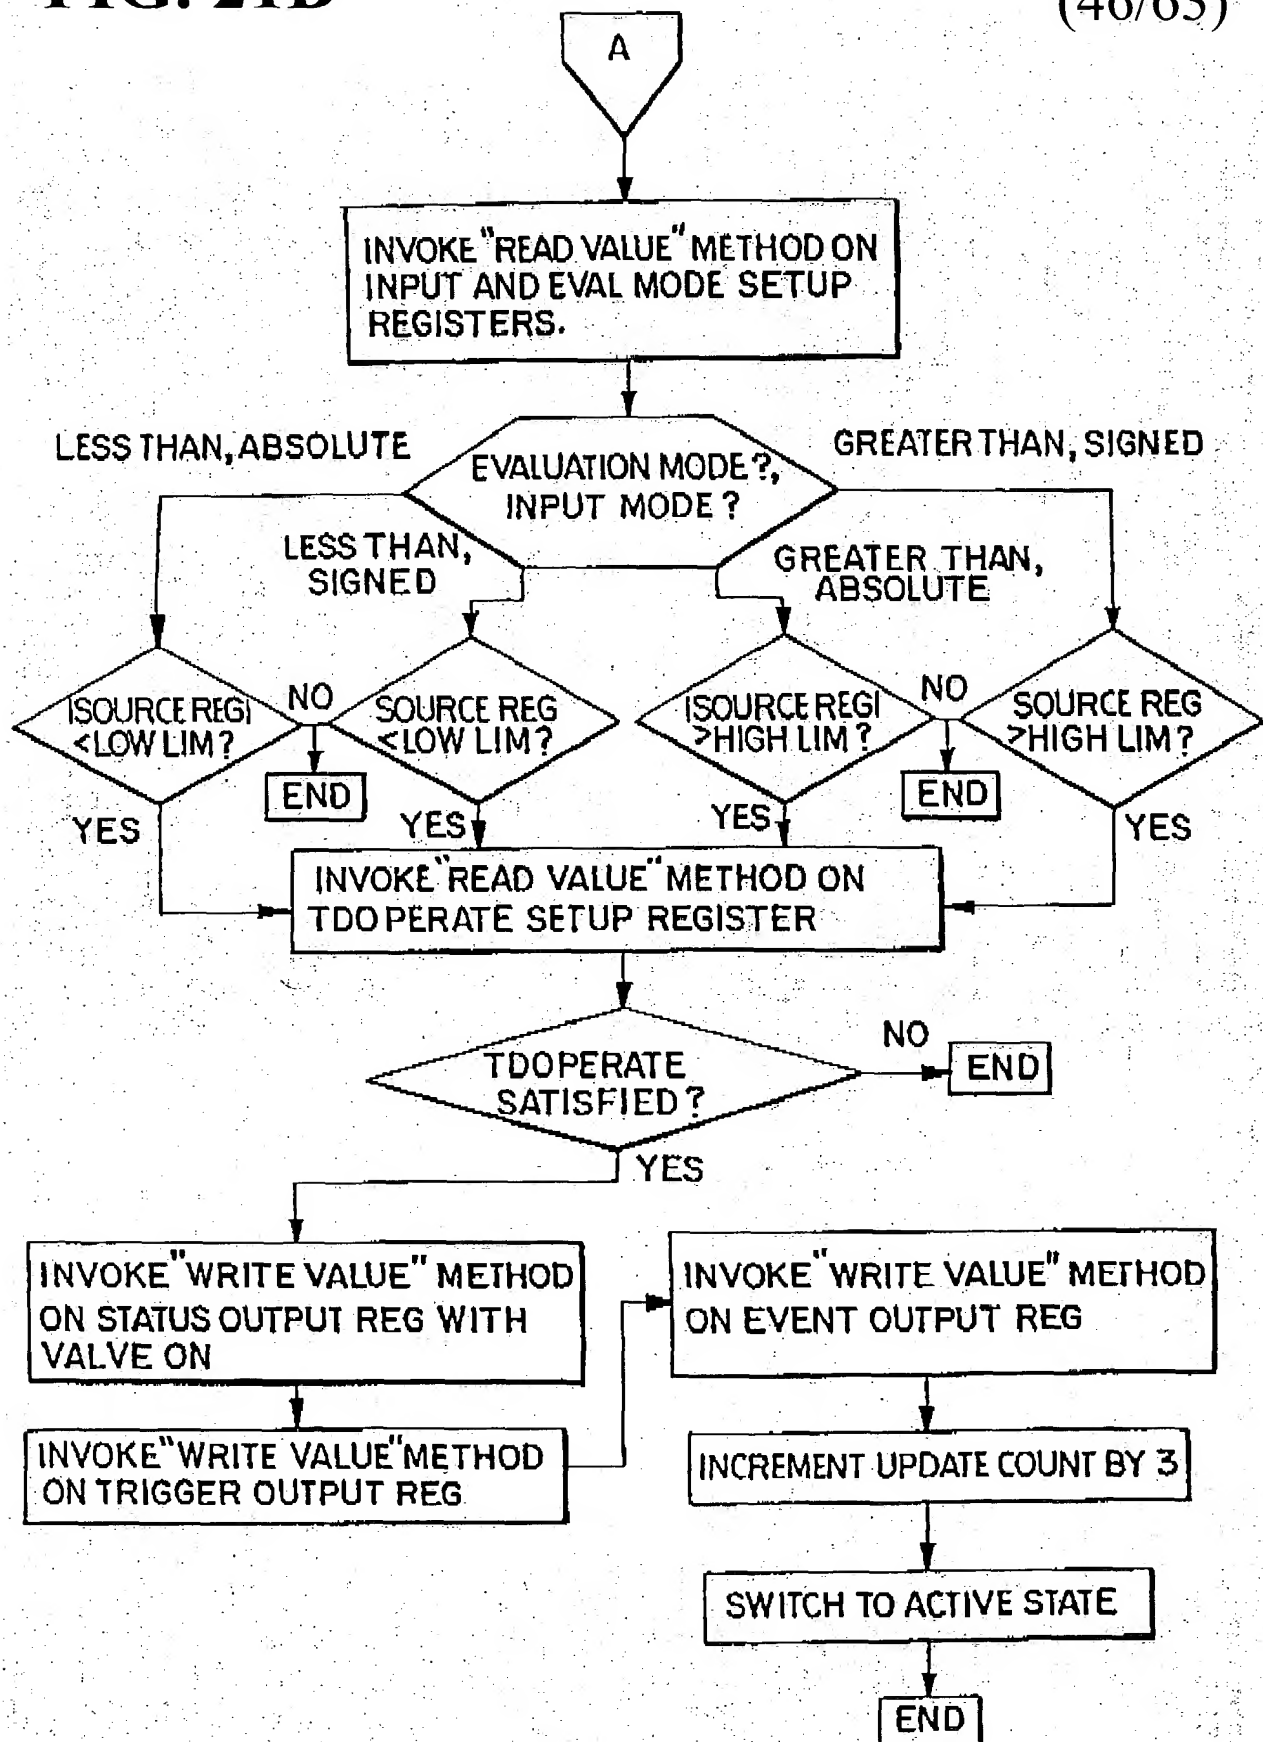 FIG. 21B
(46/63)
A
INVOKE "READ VALUE" METHOD ON
INPUT AND EVAL MODE SETUP
REGISTERS.
LESS THAN, ABSOLUTE
EVALUATION MODE?,
INPUT MODE?
GREATER THAN, SIGNED
LESS THAN,
SIGNED
GREATER THAN,
ABSOLUTE
|SOURCE REG|
<LOW LIM?
NO
SOURCE REG
<LOW LIM?
|SOURCE REG|
>HIGH LIM?
NO
SOURCE REG
>HIGH LIM?
END
END
YES
YES
YES
YES
INVOKE "READ VALUE" METHOD ON
TDOPERATE SETUP REGISTER
TDOPERATE
SATISFIED?
NO
END
YES
INVOKE "WRITE VALUE" METHOD
ON STATUS OUTPUT REG WITH
VALVE ON
INVOKE "WRITE VALUE" METHOD
ON EVENT OUTPUT REG
INVOKE "WRITE VALUE" METHOD
ON TRIGGER OUTPUT REG
INCREMENT UPDATE COUNT BY 3
SWITCH TO ACTIVE STATE
END